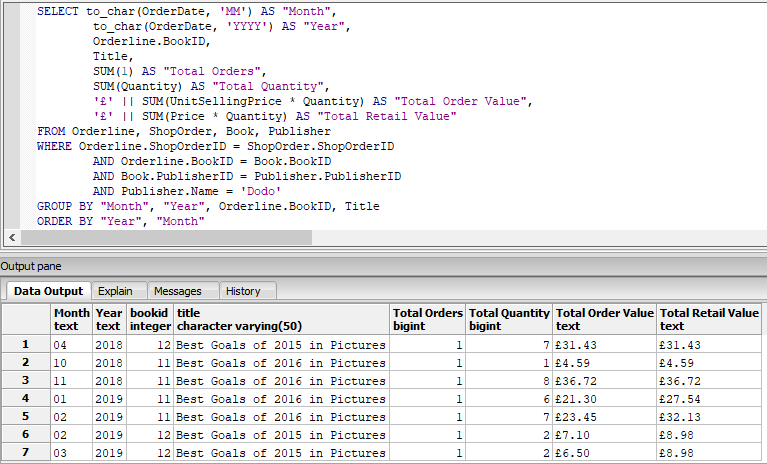 SELECT to_char(OrderDate, 'MM') AS "Month",
to_char(OrderDate, 'YYYY') AS "Year",
Orderline.BookID,
Title,
SUM(1) AS "Total Orders",
SUM(Quantity) AS "Total Quantity",
'£' || SUM(UnitSellingPrice * Quantity) AS "Total Order Value",
'£' || SUM(Price * Quantity) AS "Total Retail Value"
FROM Orderline, ShopOrder, Book, Publisher
WHERE Orderline.ShopOrderID = ShopOrder.ShopOrderID
AND Orderline.BookID = Book.BookID
AND Book.PublisherID = Publisher.PublisherID
AND Publisher.Name = 'Dodo'
GROUP BY "Month", "Year", Orderline.BookID, Title
ORDER BY "Year", "Month"
Output pane
Data Output Explain Messages History
Month Year bookid title Total Orders Total Quantity Total Order Value Total Retail Value
text text integer character varying(50) bigint bigint text text
1 04 2018 12 Best Goals of 2015 in Pictures 1 7 £31.43 £31.43
2 10 2018 11 Best Goals of 2016 in Pictures 1 1 £4.59 £4.59
3 11 2018 11 Best Goals of 2016 in Pictures 1 8 £36.72 £36.72
4 01 2019 11 Best Goals of 2016 in Pictures 1 6 £21.30 £27.54
5 02 2019 11 Best Goals of 2016 in Pictures 1 7 £23.45 £32.13
6 02 2019 12 Best Goals of 2015 in Pictures 1 2 £7.10 £8.98
7 03 2019 12 Best Goals of 2015 in Pictures 1 2 £6.50 £8.98